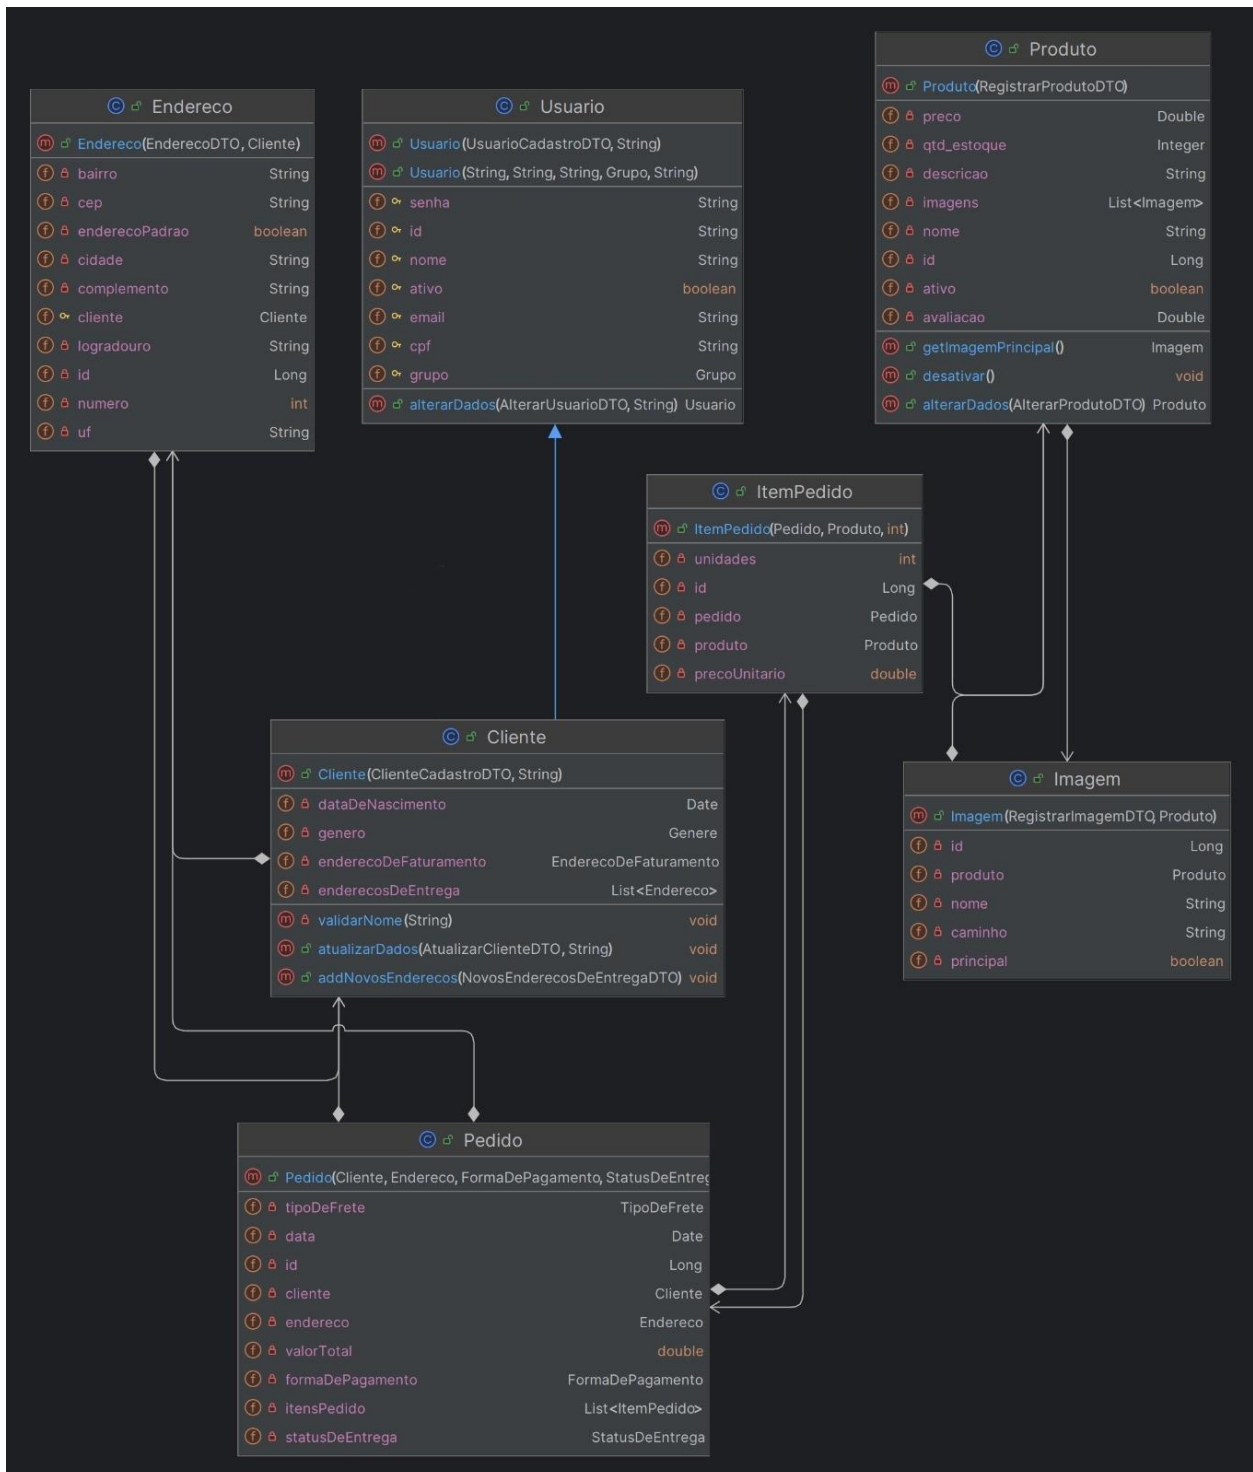 Endereco
Endereco(EnderecoDTO, Cliente)
bairro String
cep String
enderecoPadrao boolean
cidade String
complemento String
cliente Cliente
logradouro String
id Long
numero int
uf String
Usuario
Usuario(UsuarioCadastroDTO, String)
Usuario(String, String, String, Grupo, String)
senha String
id String
nome String
ativo boolean
email String
cpf String
grupo Grupo
alterarDados(AlterarUsuarioDTO, String) Usuario
Produto
Produto(RegistrarProdutoDTO)
preco Double
qtd_estoque Integer
descricao String
imagens List<Imagem>
nome String
id Long
ativo boolean
avaliacao Double
getImagemPrincipal() Imagem
desativar() void
alterarDados(AlterarProdutoDTO) Produto
ItemPedido
ItemPedido(Pedido, Produto, int)
unidades int
id Long
pedido Pedido
produto Produto
precoUnitario double
Cliente
Cliente(ClienteCadastroDTO, String)
dataDeNascimento Date
genero Genere
enderecoDeFaturamento EnderecoDeFaturamento
enderecosDeEntrega List<Endereco>
validarNome(String) void
atualizarDados(AtualizarClienteDTO, String) void
addNovosEnderecos(NovosEnderecosDeEntregaDTO) void
Imagem
Imagem(RegistrarImagemDTO, Produto)
id Long
produto Produto
nome String
caminho String
principal boolean
Pedido
Pedido(Cliente, Endereco, FormaDePagamento, StatusDeEntreg
tipoDeFrete TipoDeFrete
data Date
id Long
cliente Cliente
endereco Endereco
valorTotal double
formaDePagamento FormaDePagamento
itensPedido List<ItemPedido>
statusDeEntrega StatusDeEntrega